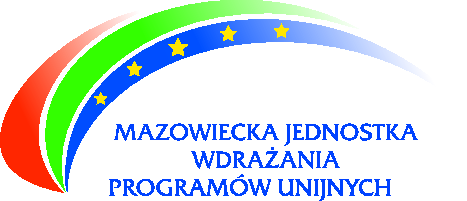 MAZOWIECKA JEDNOSTKA
WDRAŻANIA
PROGRAMÓW UNIJNYCH